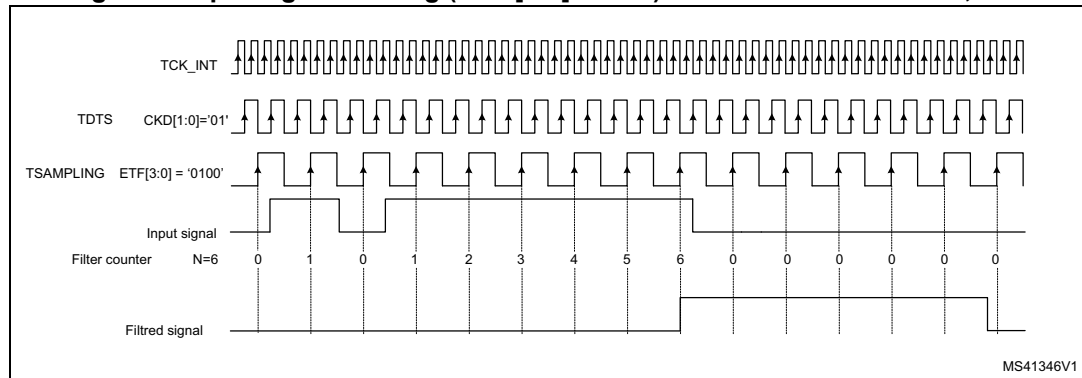 TCK_INT
TDTS CKD[1:0]='01'
TSAMPLING ETF[3:0] = ‘0100’
Input signal
Filter counter N=6 0 1 0 1 2 3 4 5 6 0 0 0 0 0 0
Filtred signal
MS41346V1